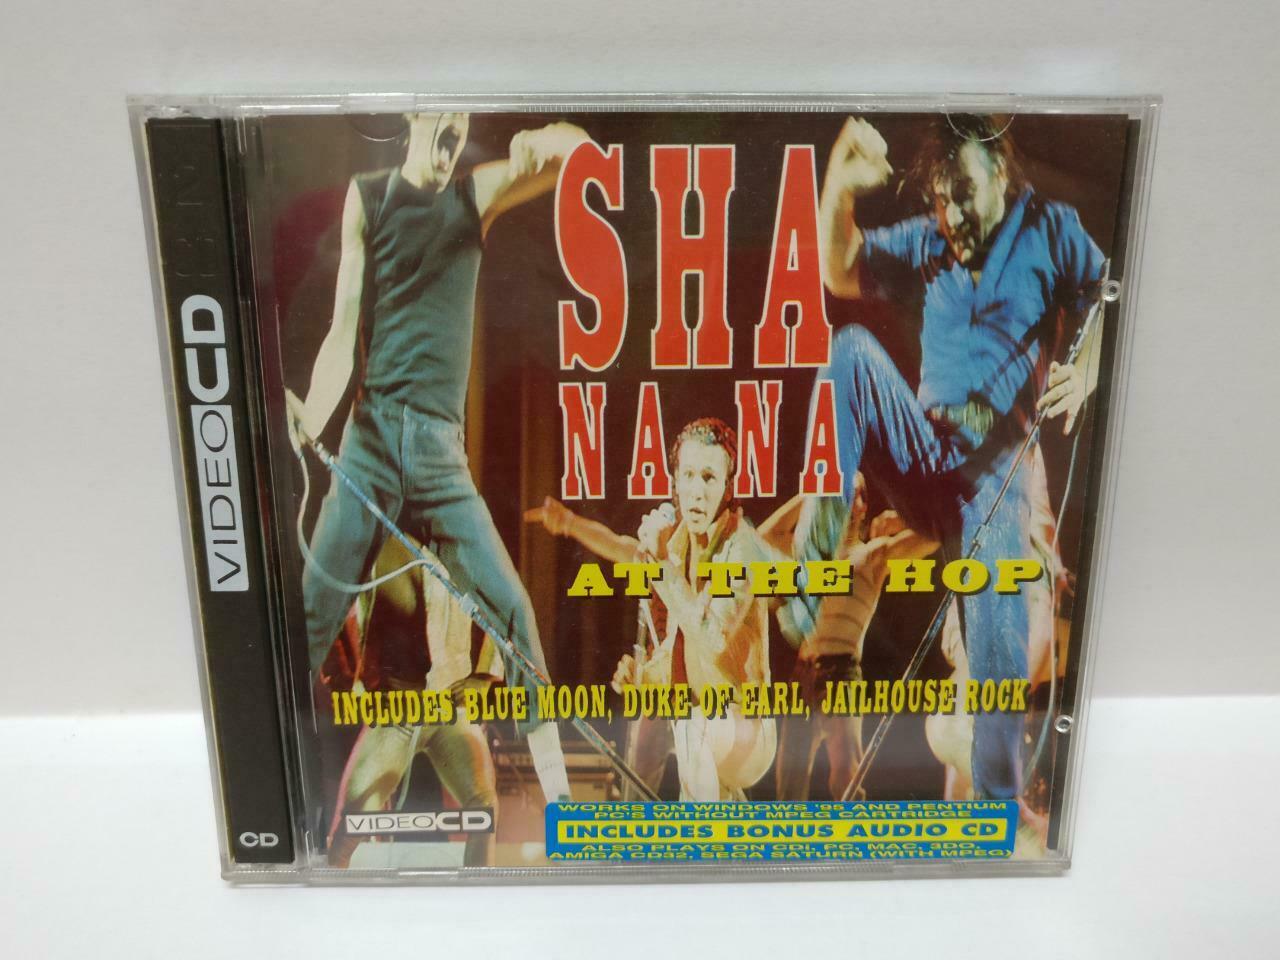 VIDEO CD
CD
SHA
NA NA
AT THE HOP
INCLUDES BLUE MOON, DUKE OF EARL, JAILHOUSE ROCK
VIDEO CD
WORKS ON WINDOWS '95 AND PENTIUM
PC'S WITHOUT MPEG CARTRIDGE
INCLUDES BONUS AUDIO CD
ALSO PLAYS ON CDi, PC, MAC, 3DO,
AMIGA CD32, SEGA SATURN (WITH MPEG)